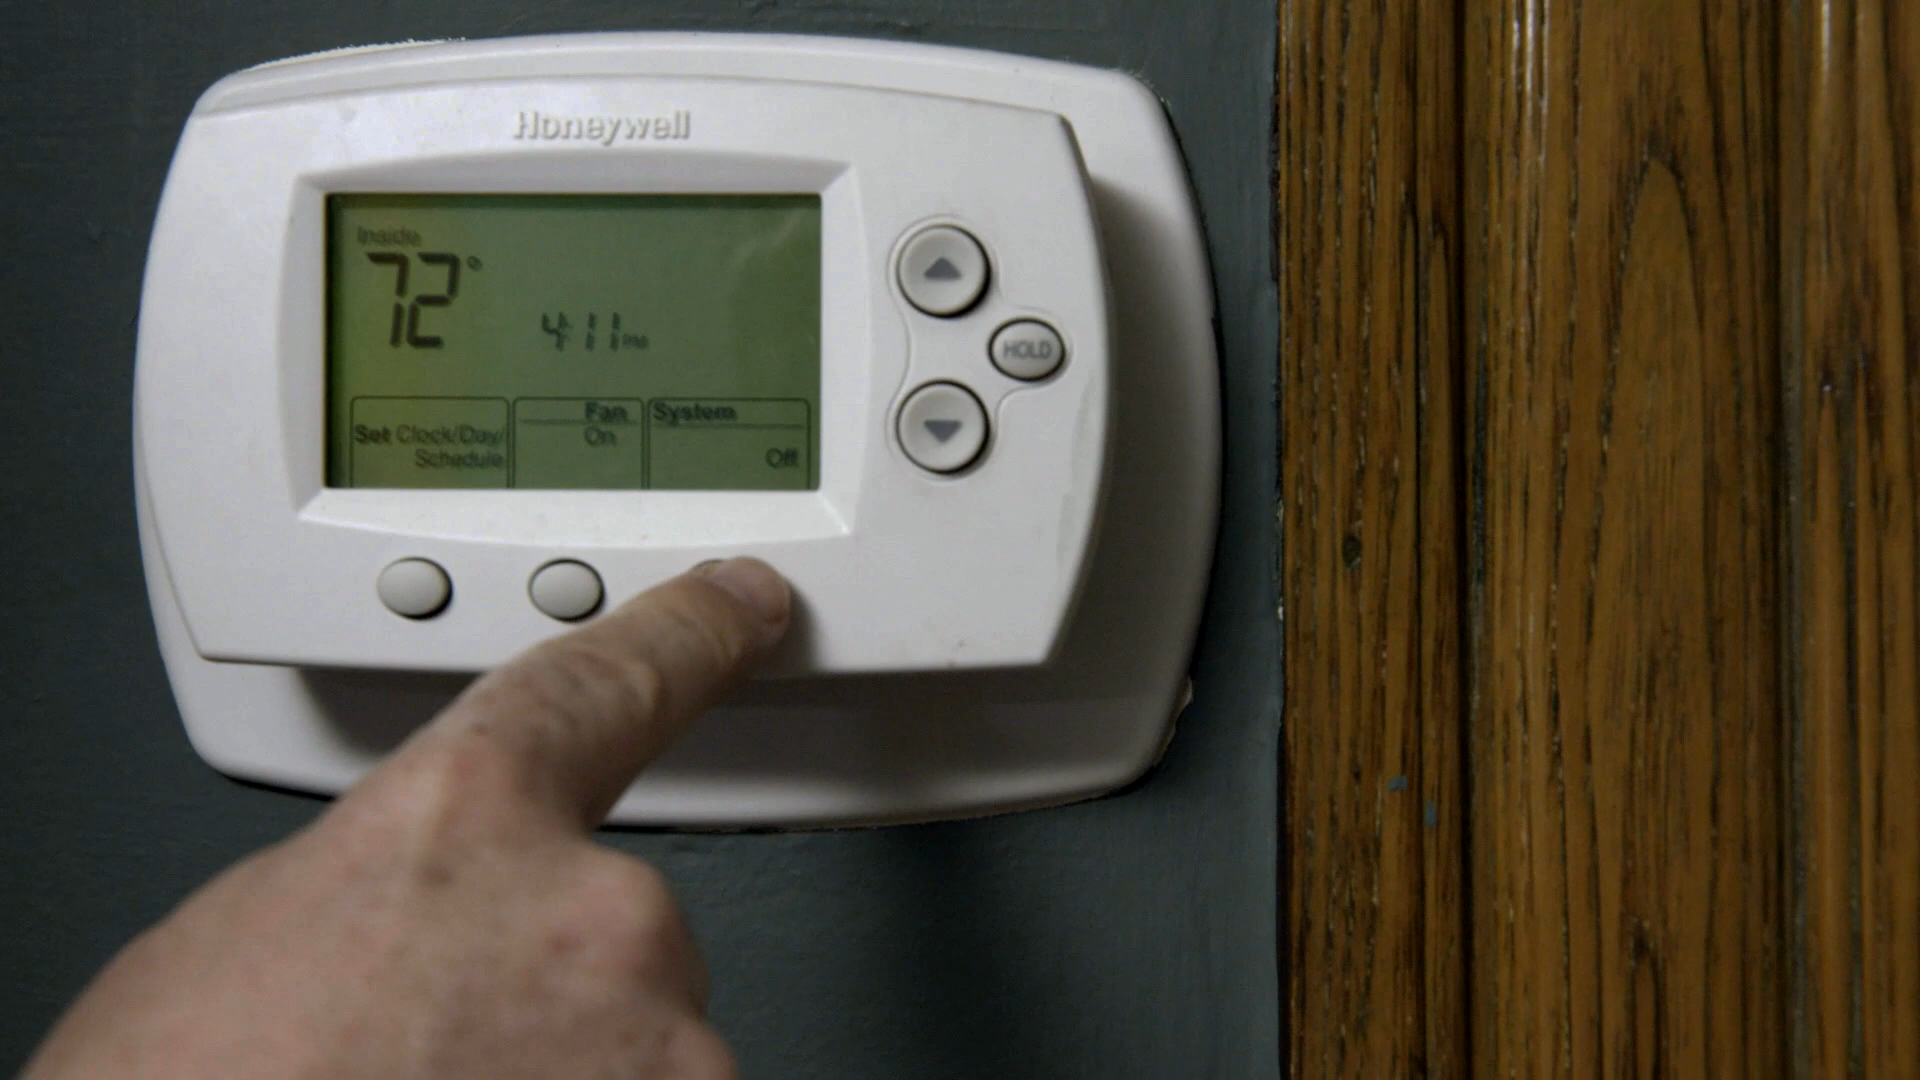 Honeywell
Inside
72°
4:11 PM
HOLD
Fan
System
Set Clock/Day/
On
Schedule
Off